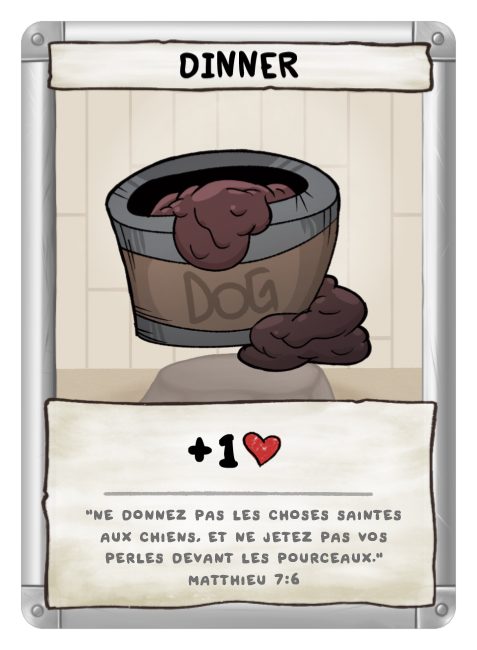 DINNER
DOG
+1
"NE DONNEZ PAS LES CHOSES SAINTES
AUX CHIENS, ET NE JETEZ PAS VOS
PERLES DEVANT LES POURCEAUX."
MATTHIEU 7:6